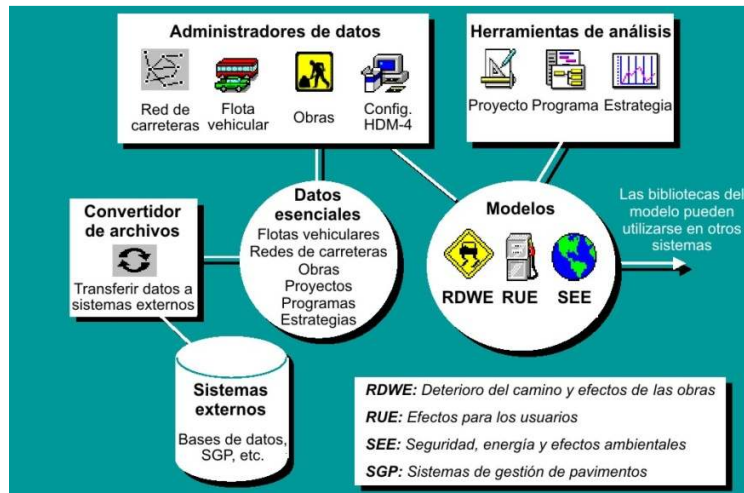 Administradores de datos
Red de
carreteras
Flota
vehicular
Obras
Config.
HDM-4
Herramientas de análisis
Proyecto
Programa
Estrategia
Convertidor
de archivos
Transferir datos a
sistemas externos
Datos
esenciales
Flotas vehiculares
Redes de carreteras
Obras
Proyectos
Programas
Estrategias
Modelos
RDWE
RUE
SEE
Las bibliotecas del
modelo pueden
utilizarse en otros
sistemas
Sistemas
externos
Bases de datos,
SGP, etc.
RDWE: Deterioro del camino y efectos de las obras
RUE: Efectos para los usuarios
SEE: Seguridad, energía y efectos ambientales
SGP: Sistemas de gestión de pavimentos